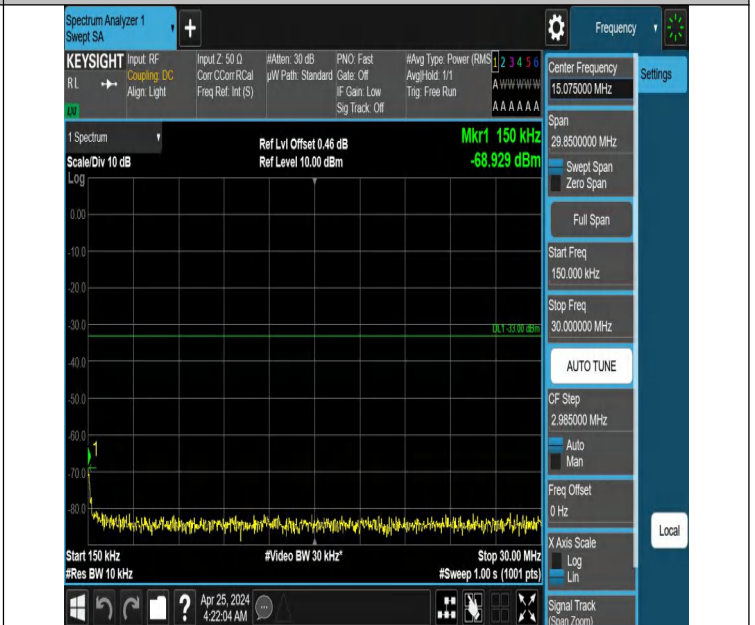 Spectrum Analyzer 1
Swept SA
+
Frequency
KEYSIGHT
RL
LXI
Input: RF
Coupling: DC
Align: Light
Input Z: 50 Ω
Corr CCorr RCal
Freq Ref: Int (S)
#Atten: 30 dB
µW Path: Standard
PNO: Fast
Gate: Off
IF Gain: Low
Sig Track: Off
#Avg Type: Power (RMS
Avg|Hold: 1/1
Trig: Free Run
1 2 3 4 5 6
A W W W W W
A A A A A A
1 Spectrum
Scale/Div 10 dB
Log
Ref Lvl Offset 0.46 dB
Ref Level 10.00 dBm
Mkr1 150 kHz
-68.929 dBm
0.00
-10.0
-20.0
-30.0
DL1 -33.00 dBm
-40.0
-50.0
-60.0
1
-70.0
-80.0
Start 150 kHz
#Res BW 10 kHz
#Video BW 30 kHz*
Stop 30.00 MHz
#Sweep 1.00 s (1001 pts)
?
Apr 25, 2024
4:22:04 AM
Center Frequency
15.075000 MHz
Span
29.8500000 MHz
Swept Span
Zero Span
Full Span
Start Freq
150.000 kHz
Stop Freq
30.000000 MHz
AUTO TUNE
CF Step
2.985000 MHz
Auto
Man
Freq Offset
0 Hz
X Axis Scale
Log
Lin
Signal Track
(Span Zoom)
Settings
Local